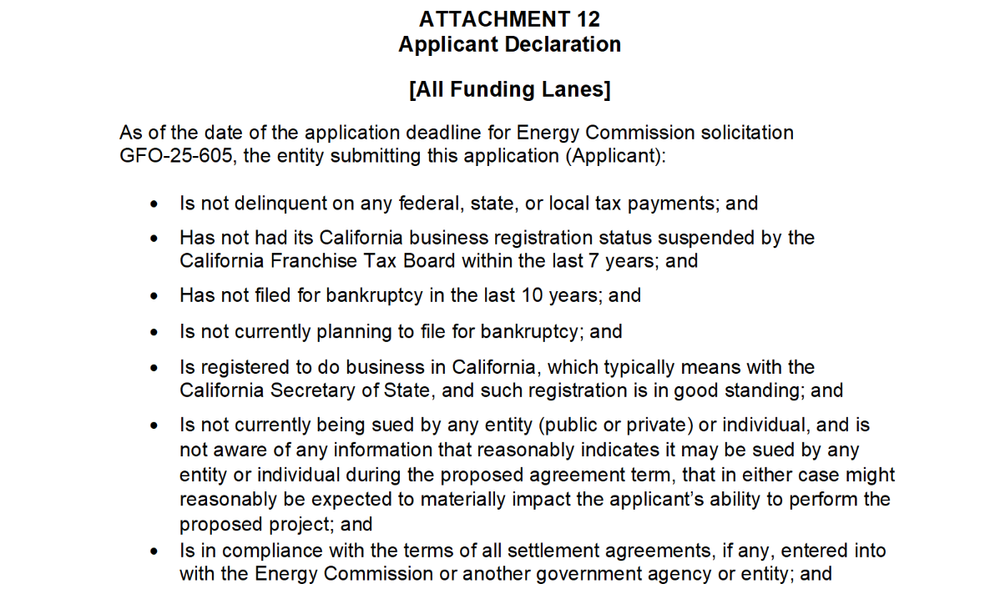 ATTACHMENT 12
Applicant Declaration
[All Funding Lanes]
As of the date of the application deadline for Energy Commission solicitation
GFO-25-605, the entity submitting this application (Applicant):
• Is not delinquent on any federal, state, or local tax payments; and
• Has not had its California business registration status suspended by the
California Franchise Tax Board within the last 7 years; and
• Has not filed for bankruptcy in the last 10 years; and
• Is not currently planning to file for bankruptcy; and
• Is registered to do business in California, which typically means with the
California Secretary of State, and such registration is in good standing; and
• Is not currently being sued by any entity (public or private) or individual, and is
not aware of any information that reasonably indicates it may be sued by any
entity or individual during the proposed agreement term, that in either case might
reasonably be expected to materially impact the applicant’s ability to perform the
proposed project; and
• Is in compliance with the terms of all settlement agreements, if any, entered into
with the Energy Commission or another government agency or entity; and